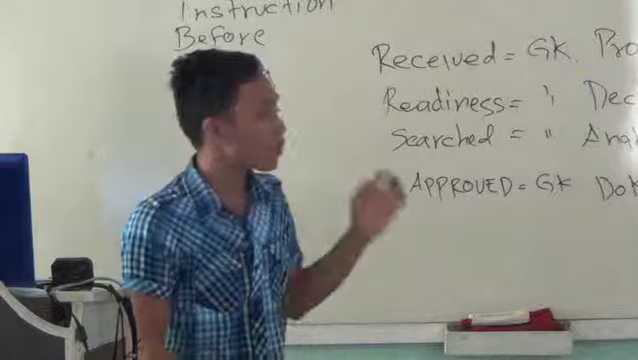 Instruction
Before
Received = GK. Pro
Readiness = " Dec
Searched = " Ana
APPROVED = GK Dok